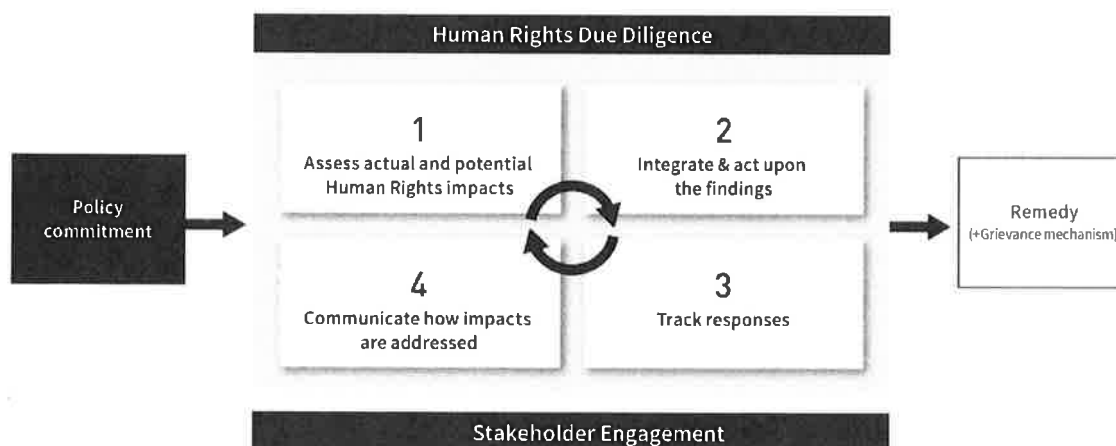 Human Rights Due Diligence
1
Assess actual and potential
Human Rights impacts
2
Integrate & act upon
the findings
Policy
commitment
Remedy
(+Grievance mechanism)
4
Communicate how impacts
are addressed
3
Track responses
Stakeholder Engagement